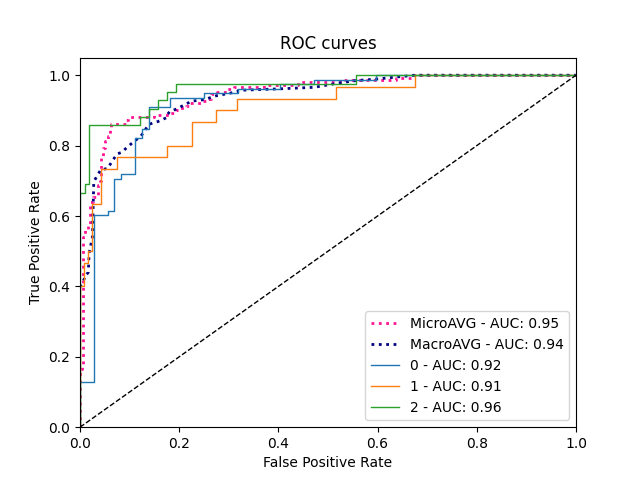 ROC curves
True Positive Rate
1.0
0.8
0.6
0.4
0.2
0.0
MicroAVG - AUC: 0.95
MacroAVG - AUC: 0.94
0 - AUC: 0.92
1 - AUC: 0.91
2 - AUC: 0.96
0.0 0.2 0.4 0.6 0.8 1.0
False Positive Rate